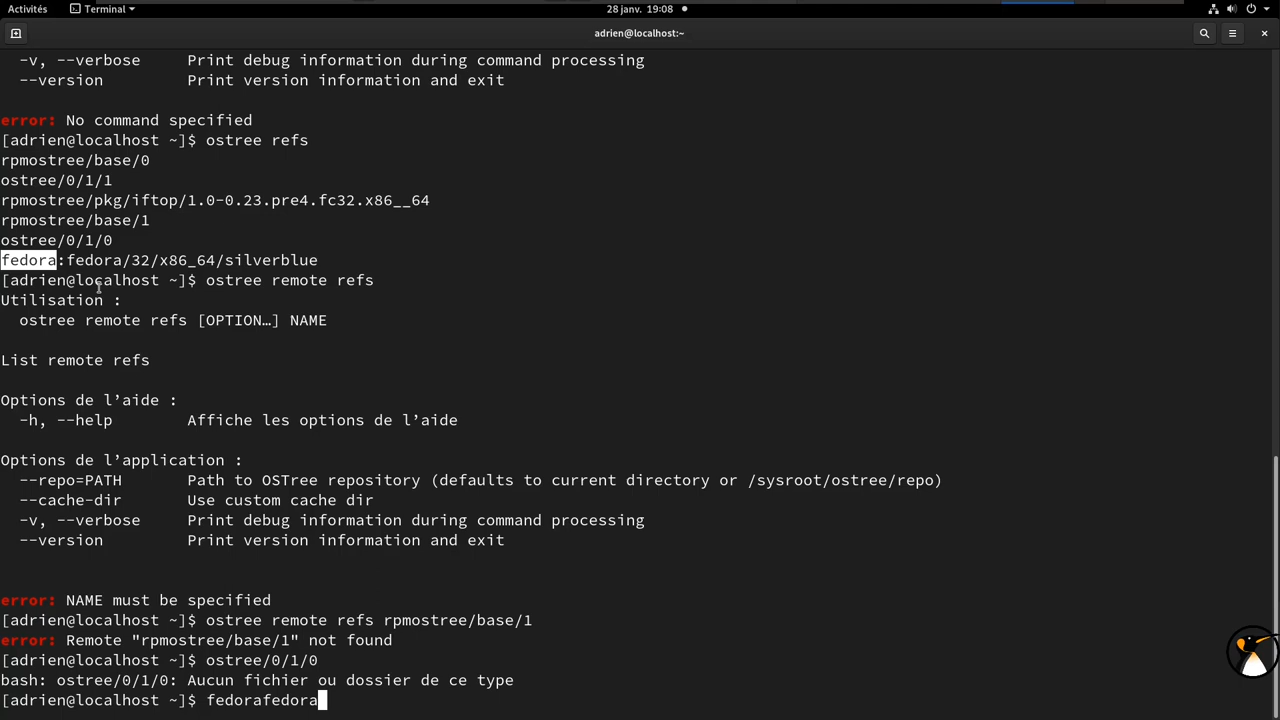 Activités
Terminal
28 janv. 19:08
adrien@localhost:~
-v, --verbose     Print debug information during command processing
--version         Print version information and exit
error: No command specified
[adrien@localhost ~]$ ostree refs
rpmostree/base/0
ostree/0/1/1
rpmostree/pkg/iftop/1.0-0.23.pre4.fc32.x86__64
rpmostree/base/1
ostree/0/1/0
fedora:fedora/32/x86_64/silverblue
[adrien@localhost ~]$ ostree remote refs
Utilisation :
ostree remote refs [OPTION…] NAME
List remote refs
Options de l’aide :
-h, --help        Affiche les options de l’aide
Options de l’application :
--repo=PATH       Path to OSTree repository (defaults to current directory or /sysroot/ostree/repo)
--cache-dir       Use custom cache dir
-v, --verbose     Print debug information during command processing
--version         Print version information and exit
error: NAME must be specified
[adrien@localhost ~]$ ostree remote refs rpmostree/base/1
error: Remote "rpmostree/base/1" not found
[adrien@localhost ~]$ ostree/0/1/0
bash: ostree/0/1/0: Aucun fichier ou dossier de ce type
[adrien@localhost ~]$ fedorafedora